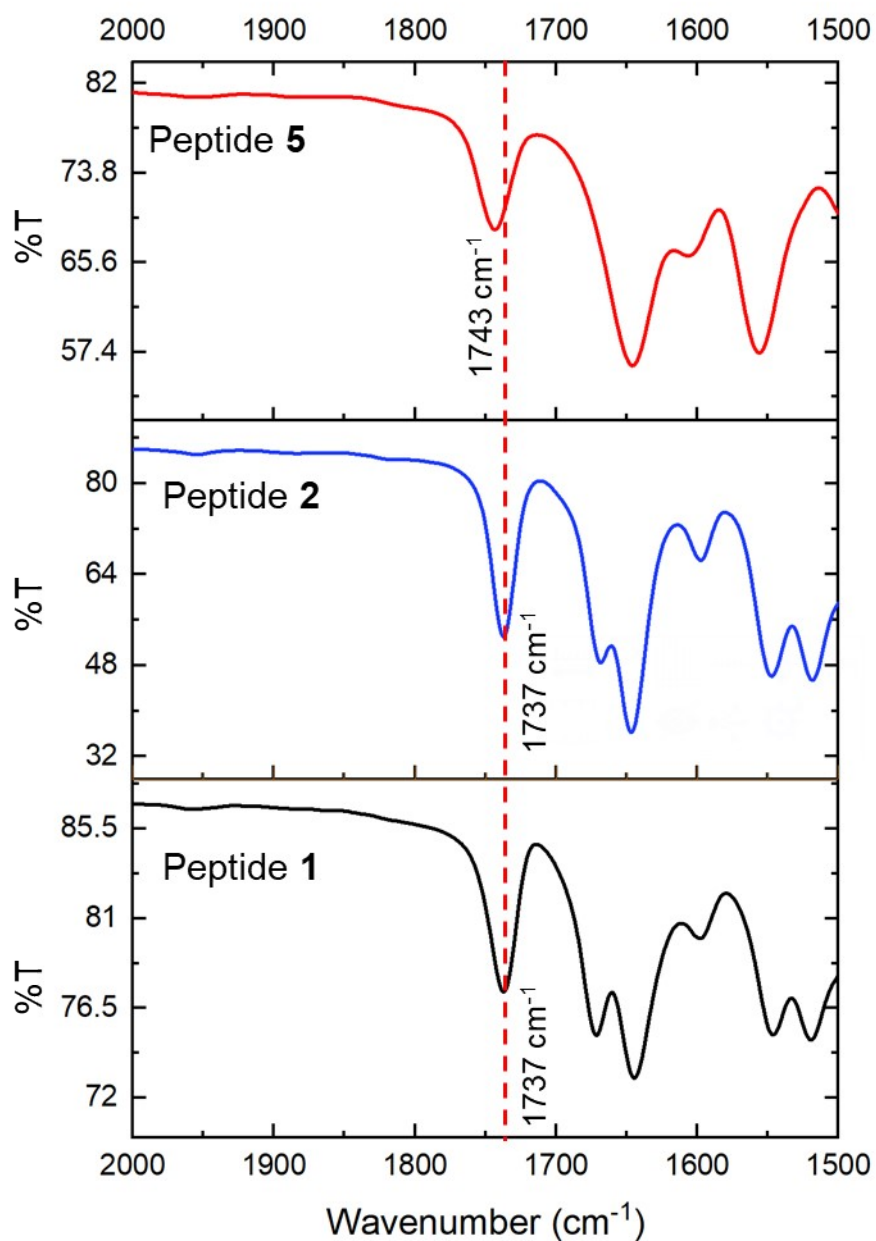 2000 1900 1800 1700 1600 1500
82
Peptide 5
73.8
%T
65.6
1743 cm⁻¹
57.4
80
Peptide 2
64
%T
48
1737 cm⁻¹
32
85.5
Peptide 1
81
%T
76.5
1737 cm⁻¹
72
2000 1900 1800 1700 1600 1500
Wavenumber (cm⁻¹)